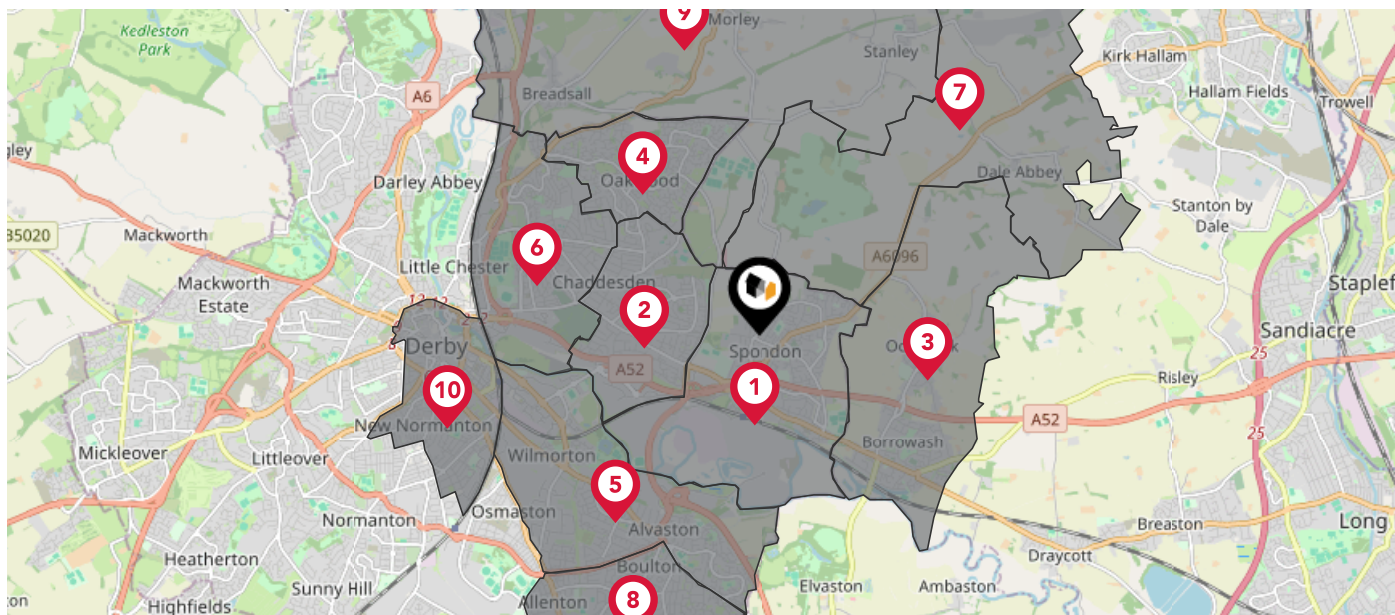 9
Morley
Kedleston
Park
Stanley
Kirk Hallam
Hallam Fields
Trowell
A6
Breadsall
7
4
Oakwood
Dale Abbey
Darley Abbey
Stanton by
Dale
B5020
Mackworth
6
A6096
Little Chester
Chaddesden
Mackworth
Estate
2
Spondon
3
Derby
Sandiacre
25
A52
1
Risley
10
A52
New Normanton
25
Borrowash
Mickleover
Littleover
Wilmorton
5
Osmaston
Normanton
Alvaston
Breaston
Long
Heatherton
Boulton
Draycott
Sunny Hill
Elvaston
Ambaston
Allenton
8
Highfields